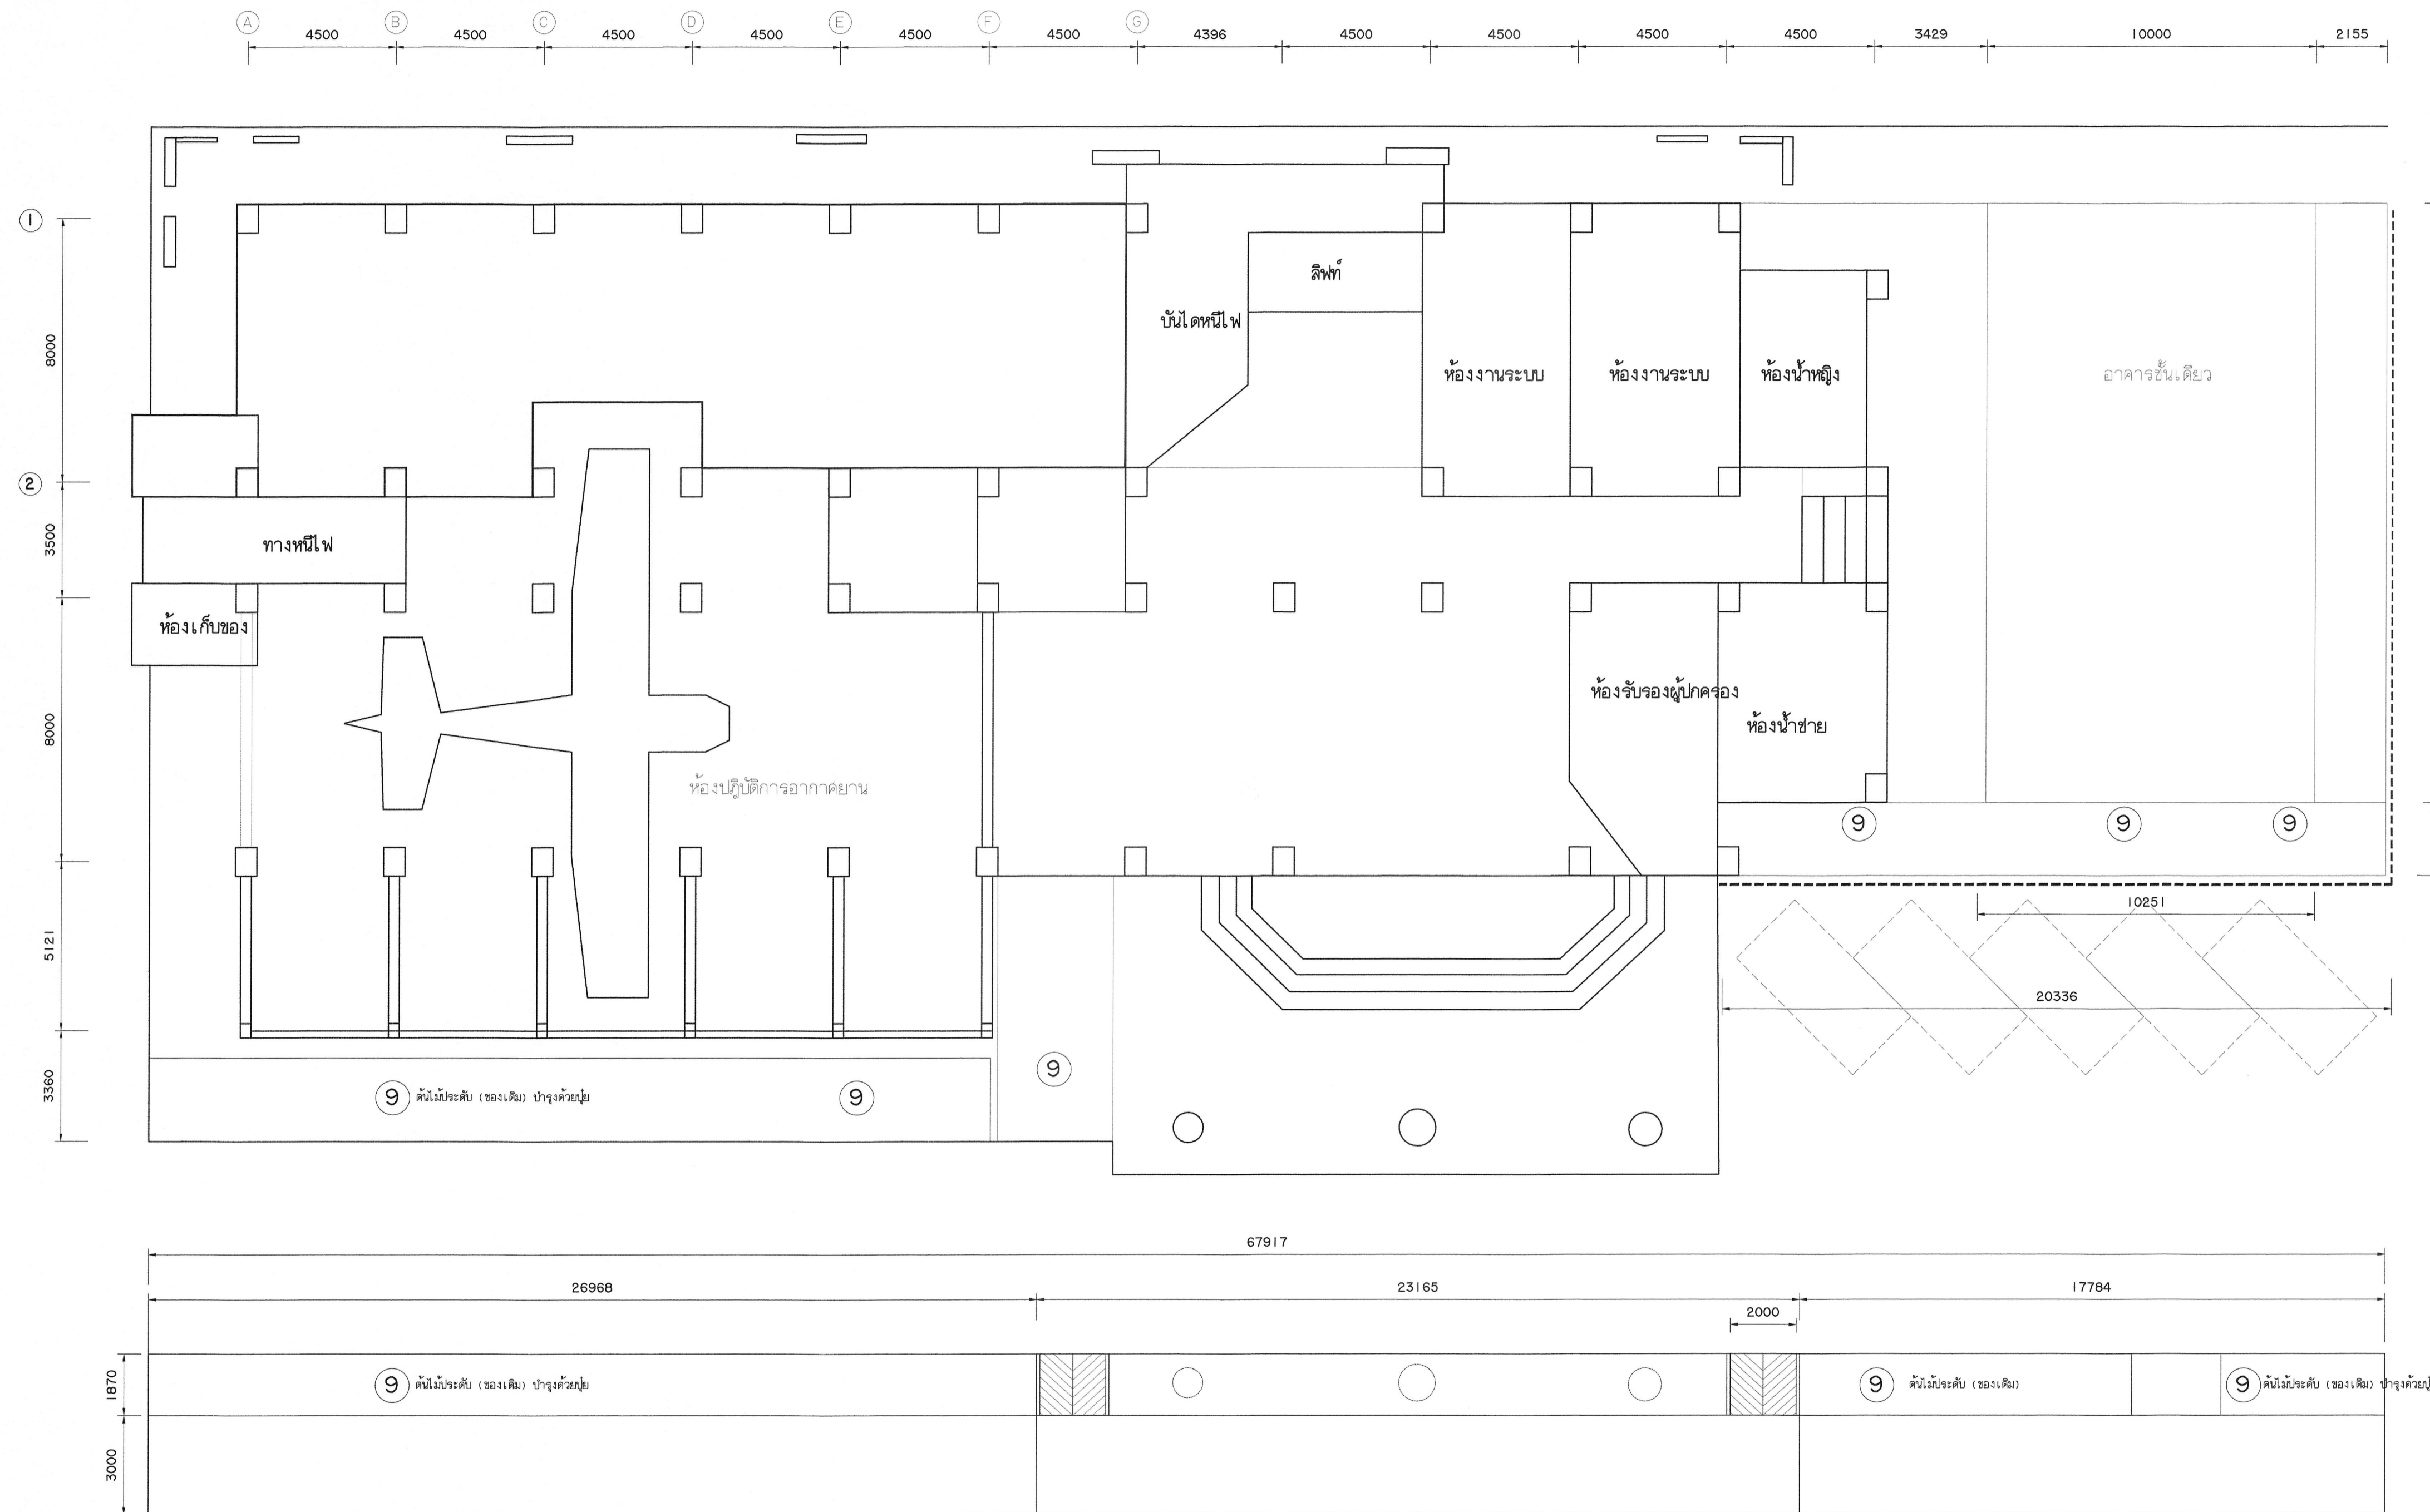 A B C D E F G
4500 4500 4500 4500 4500 4500 4396 4500 4500 4500 4500 3429 10000 2155
1
8000
ลิฟท์
บันไดหนีไฟ
ห้องงานระบบ ห้องงานระบบ ห้องน้ำหญิง อาคารชั้นเดียว
2
3500
ทางหนีไฟ
ห้องเก็บของ
8000
ห้องรับรองผู้ปกครอง
ห้องน้ำชาย
ห้องปฎิบัติการอากาศยาน
9 9 9
10251
5121
20336
3360
9 ต้นไม้ประดับ (ของเดิม) บำรุงด้วยปุ๋ย 9 9
67917
26968 23165 17784
2000
1870
9 ต้นไม้ประดับ (ของเดิม) บำรุงด้วยปุ๋ย 9 ต้นไม้ประดับ (ของเดิม) 9 ต้นไม้ประดับ (ของเดิม)
3000